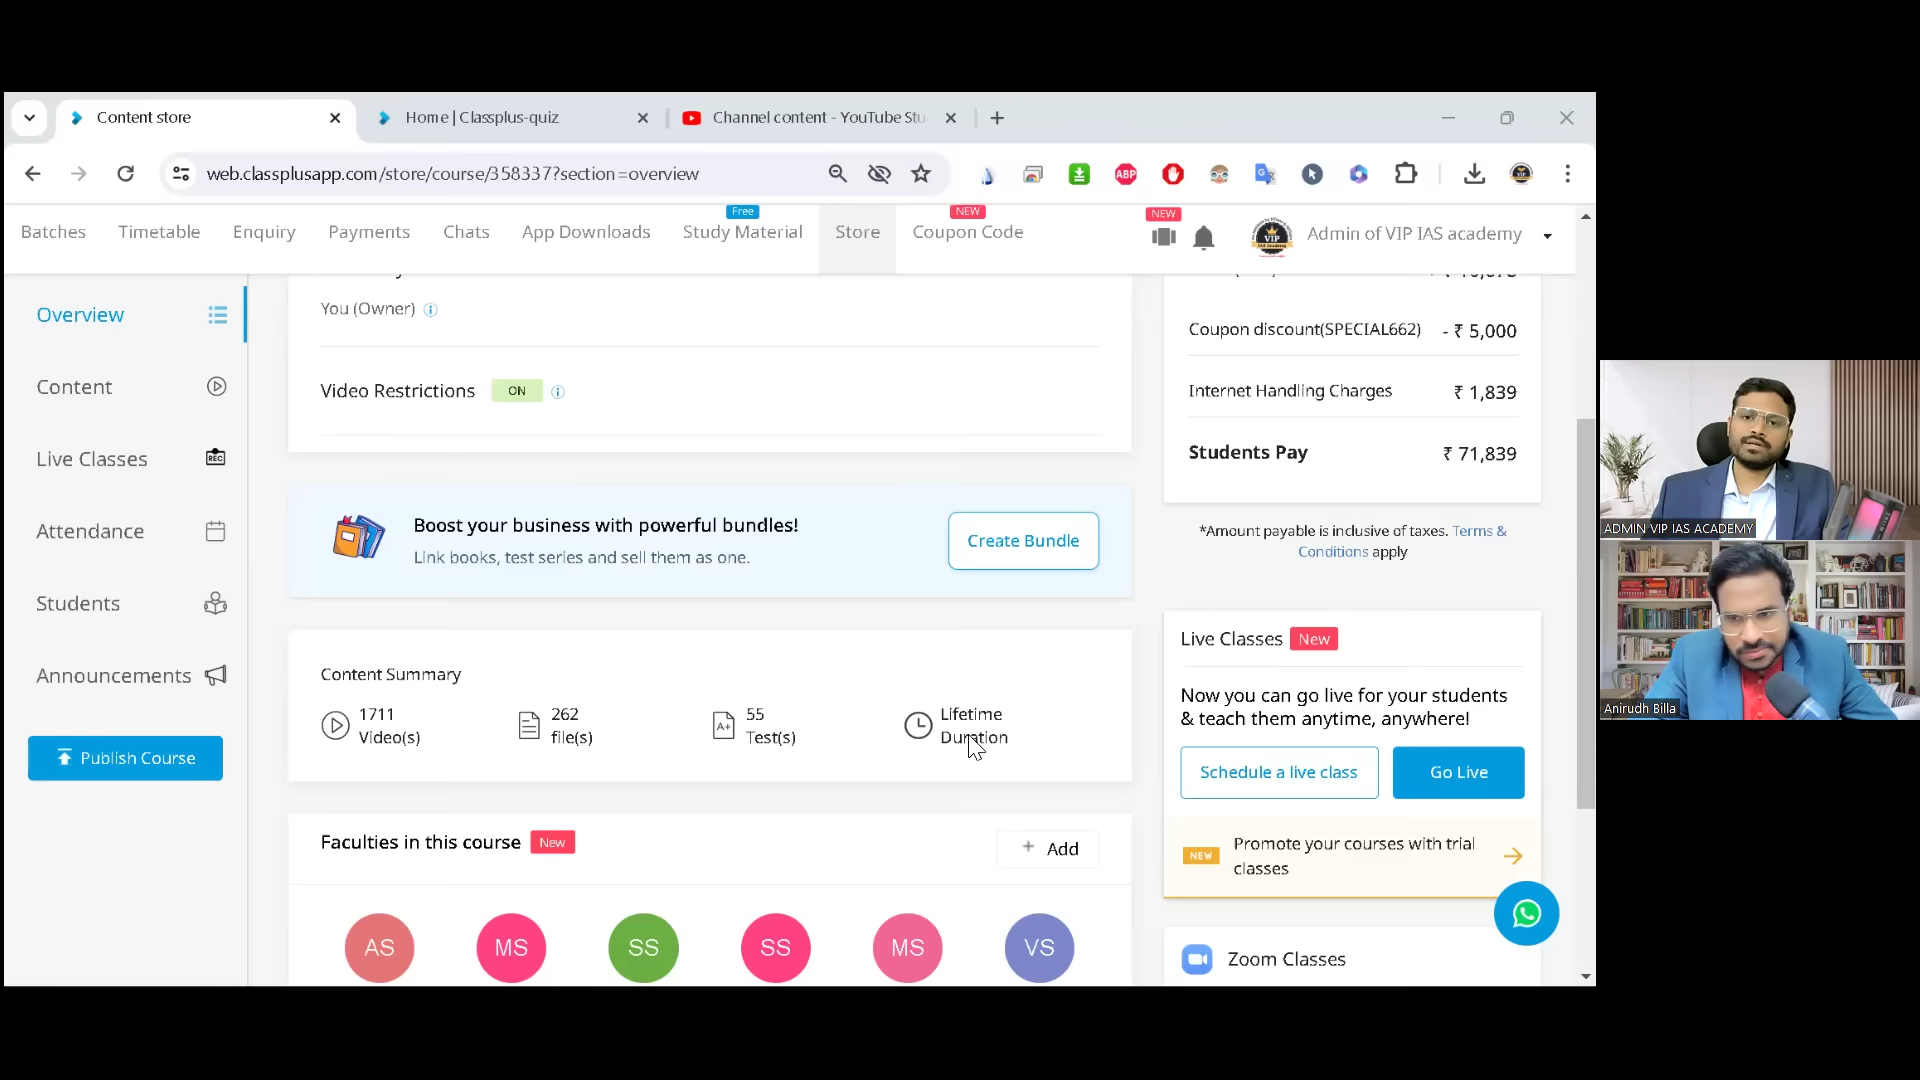 Content store
Home | Classplus-quiz
Channel content - YouTube Stu
web.classplusapp.com/store/course/358337?section=overview
ABP
Free
NEW
NEW
Batches
Timetable
Enquiry
Payments
Chats
App Downloads
Study Material
Store
Coupon Code
VIP
Admin of VIP IAS academy
Overview
Content
Live Classes
REC
Attendance
Students
Announcements
Publish Course
You (Owner)
Video Restrictions
ON
Boost your business with powerful bundles!
Link books, test series and sell them as one.
Create Bundle
Content Summary
1711
Video(s)
262
file(s)
A+
55
Test(s)
Lifetime
Duration
Faculties in this course
New
+ Add
AS
MS
SS
SS
MS
VS
Coupon discount(SPECIAL662)
- ₹ 5,000
Internet Handling Charges
₹ 1,839
Students Pay
₹ 71,839
*Amount payable is inclusive of taxes. Terms &
Conditions apply
Live Classes
New
Now you can go live for your students
& teach them anytime, anywhere!
Schedule a live class
Go Live
NEW
Promote your courses with trial
classes
Zoom Classes
ADMIN VIP IAS ACADEMY
Anirudh Billa